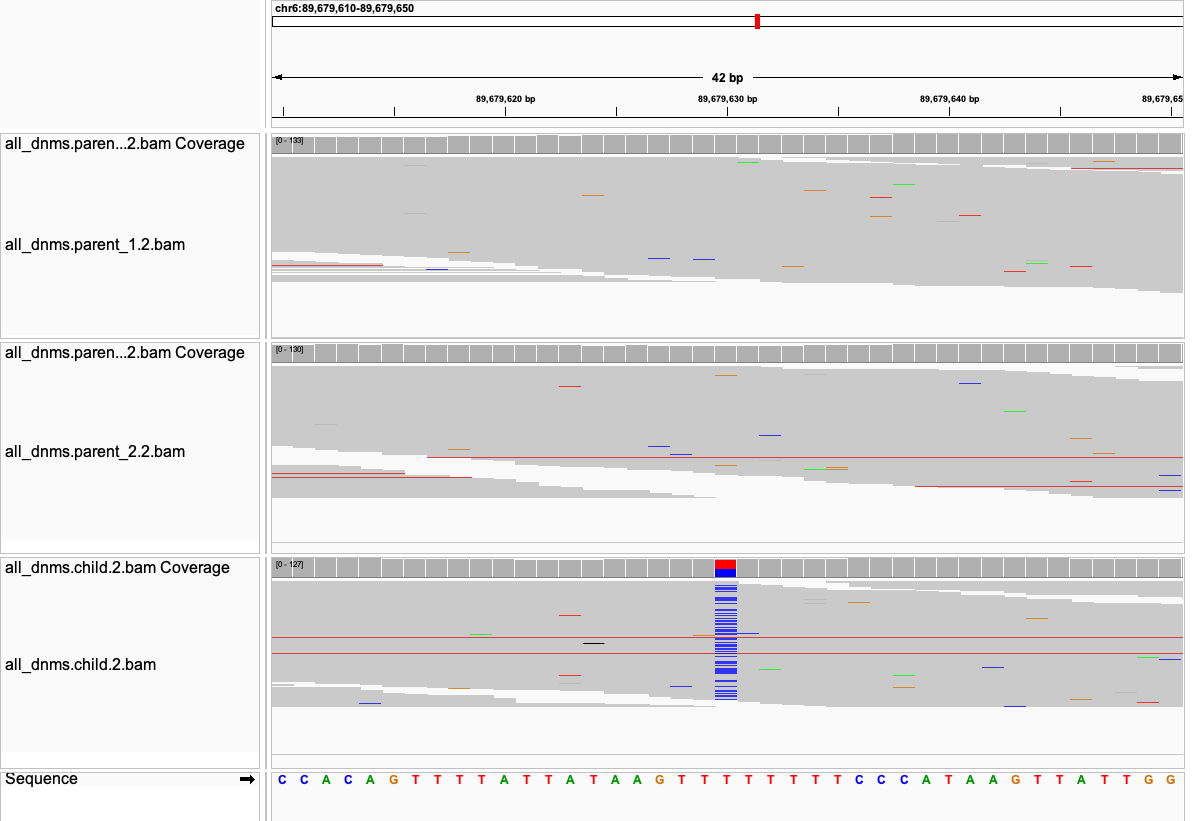 chr6:89,679,610-89,679,650
42 bp
89,679,620 bp
89,679,630 bp
89,679,640 bp
89,679,65
all_dnms.paren...2.bam Coverage
[0 - 133]
all_dnms.parent_1.2.bam
all_dnms.paren...2.bam Coverage
[0 - 130]
all_dnms.parent_2.2.bam
all_dnms.child.2.bam Coverage
[0 - 127]
all_dnms.child.2.bam
Sequence
C C A C A G T T T T A T T A T A A G T T T T T T T T C C C A T A A G T T A T T G G